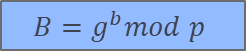 B = g^b mod p